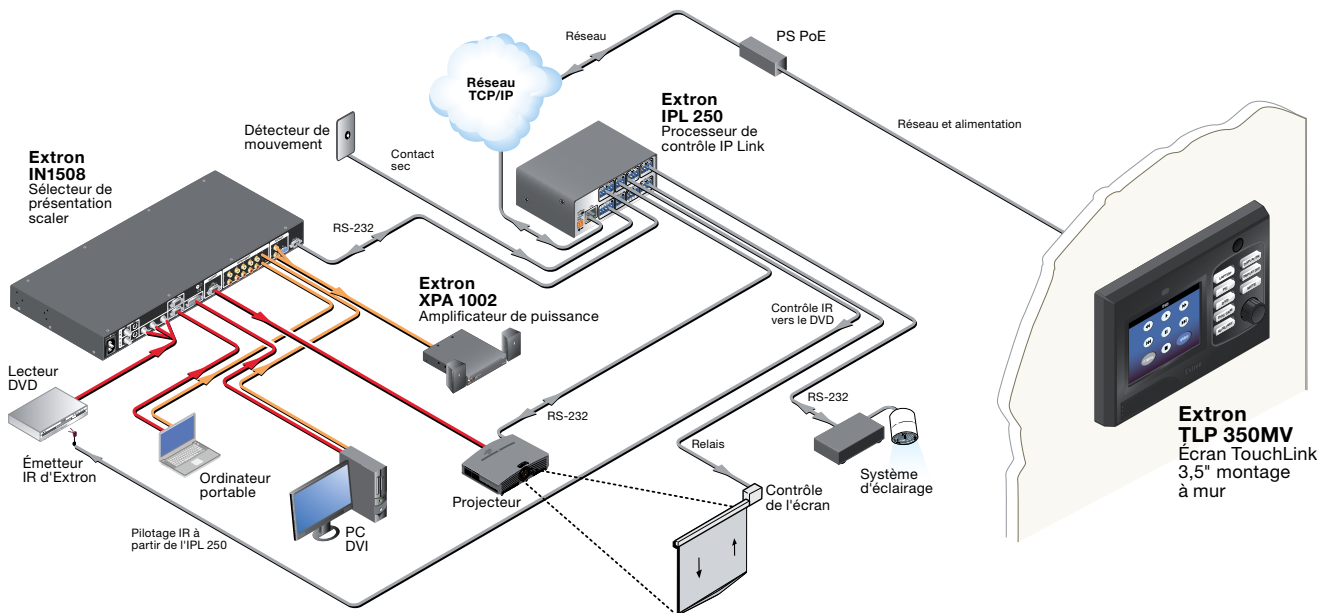 Réseau
PS PoE
Réseau
TCP/IP
Extron
IPL 250
Processeur de
contrôle IP Link
Réseau et alimentation
Détecteur de
mouvement
Contact
sec
Extron
IN1508
Sélecteur de
présentation
scaler
RS-232
Extron
XPA 1002
Amplificateur de puissance
Contrôle IR
vers le DVD
Lecteur
DVD
RS-232
RS-232
Extron
TLP 350MV
Écran TouchLink
3,5" montage
à mur
Émetteur
IR d'Extron
Ordinateur
portable
Projecteur
Relais
Système
d'éclairage
Contrôle
de l'écran
Pilotage IR à
partir de l'IPL 250
PC
DVI